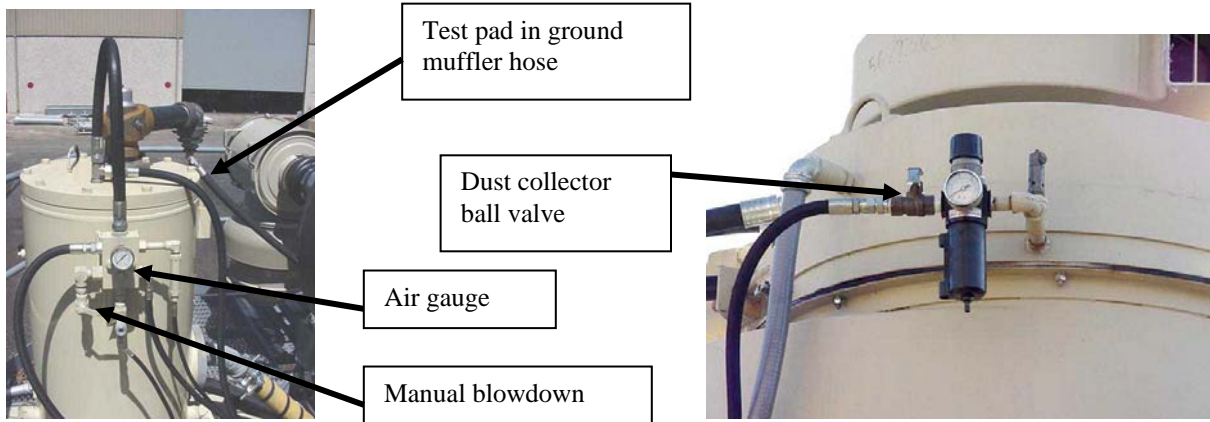 Test pad in ground
muffler hose
Dust collector
ball valve
Air gauge
Manual blowdown